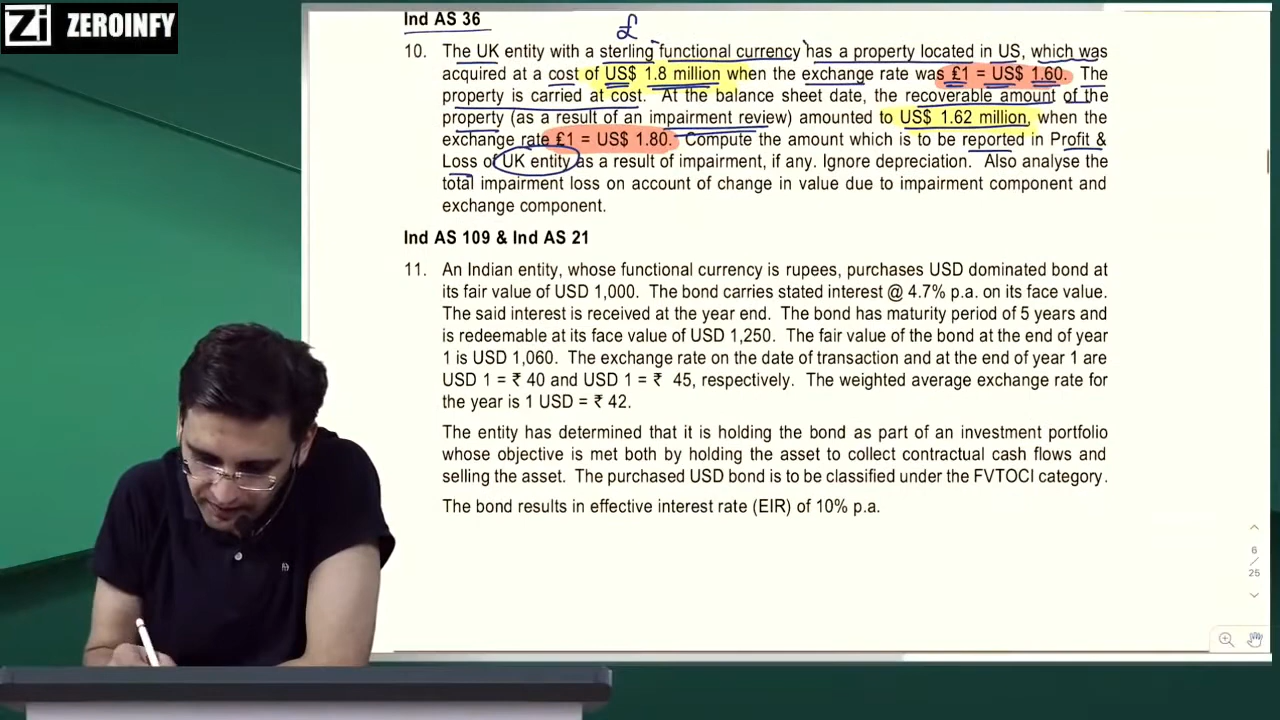 Zi ZEROINFY
Ind AS 36
£
10. The UK entity with a sterling functional currency has a property located in US, which was
acquired at a cost of US$ 1.8 million when the exchange rate was £1 = US$ 1.60. The
property is carried at cost. At the balance sheet date, the recoverable amount of the
property (as a result of an impairment review) amounted to US$ 1.62 million, when the
exchange rate £1 = US$ 1.80. Compute the amount which is to be reported in Profit &
Loss of UK entity as a result of impairment, if any. Ignore depreciation. Also analyse the
total impairment loss on account of change in value due to impairment component and
exchange component.
Ind AS 109 & Ind AS 21
11. An Indian entity, whose functional currency is rupees, purchases USD dominated bond at
its fair value of USD 1,000. The bond carries stated interest @ 4.7% p.a. on its face value.
The said interest is received at the year end. The bond has maturity period of 5 years and
is redeemable at its face value of USD 1,250. The fair value of the bond at the end of year
1 is USD 1,060. The exchange rate on the date of transaction and at the end of year 1 are
USD 1 = ₹ 40 and USD 1 = ₹ 45, respectively. The weighted average exchange rate for
the year is 1 USD = ₹ 42.
The entity has determined that it is holding the bond as part of an investment portfolio
whose objective is met both by holding the asset to collect contractual cash flows and
selling the asset. The purchased USD bond is to be classified under the FVTOCI category.
The bond results in effective interest rate (EIR) of 10% p.a.
6
/
25